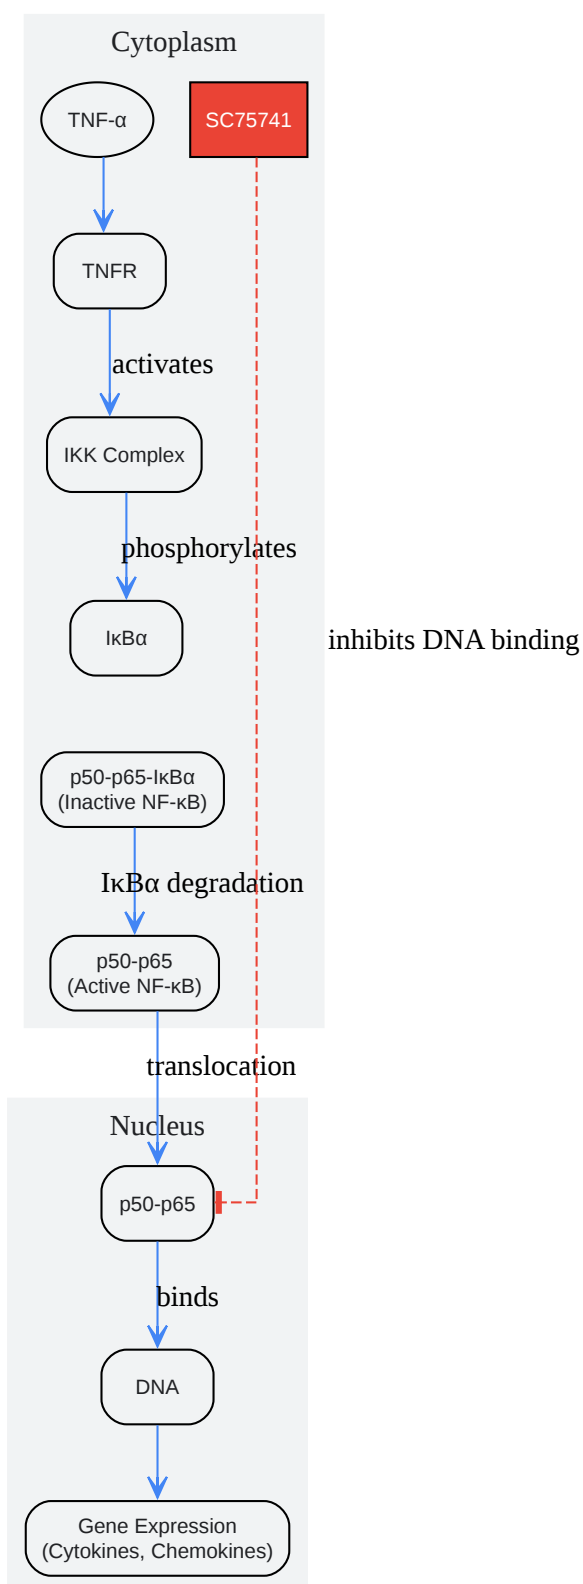 Cytoplasm
TNF-α
SC75741
TNFR
activates
IKK Complex
phosphorylates
IκBα
inhibits DNA binding
p50-p65-IκBα
(Inactive NF-κB)
IκBα degradation
p50-p65
(Active NF-κB)
translocation
Nucleus
p50-p65
binds
DNA
Gene Expression
(Cytokines, Chemokines)